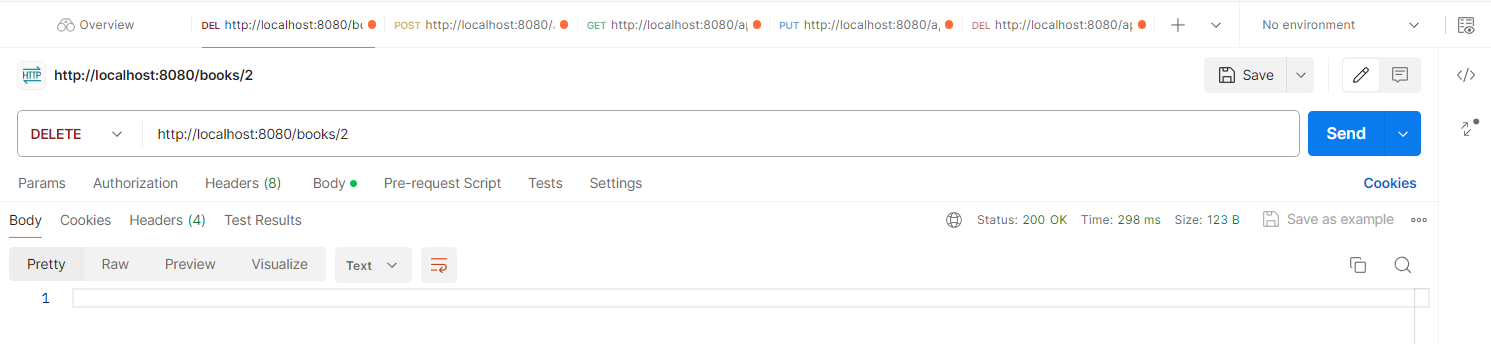 Overview DEL http://localhost:8080/bo POST http://localhost:8080/ GET http://localhost:8080/ap PUT http://localhost:8080/a DEL http://localhost:8080/ap No environment
HTTP http://localhost:8080/books/2 Save
DELETE http://localhost:8080/books/2 Send
Params Authorization Headers (8) Body Pre-request Script Tests Settings Cookies
Body Cookies Headers (4) Test Results Status: 200 OK Time: 298 ms Size: 123 B Save as example
Pretty Raw Preview Visualize Text
1